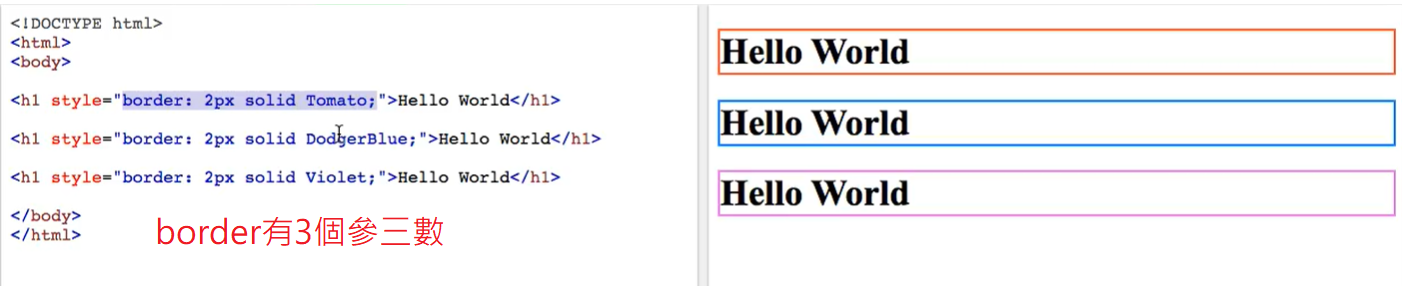 <!DOCTYPE html>
<html>
<body>
<h1 style="border: 2px solid Tomato;">Hello World</h1>
<h1 style="border: 2px solid DodgerBlue;">Hello World</h1>
<h1 style="border: 2px solid Violet;">Hello World</h1>
</body>
</html>
border有3個參三數
Hello World
Hello World
Hello World